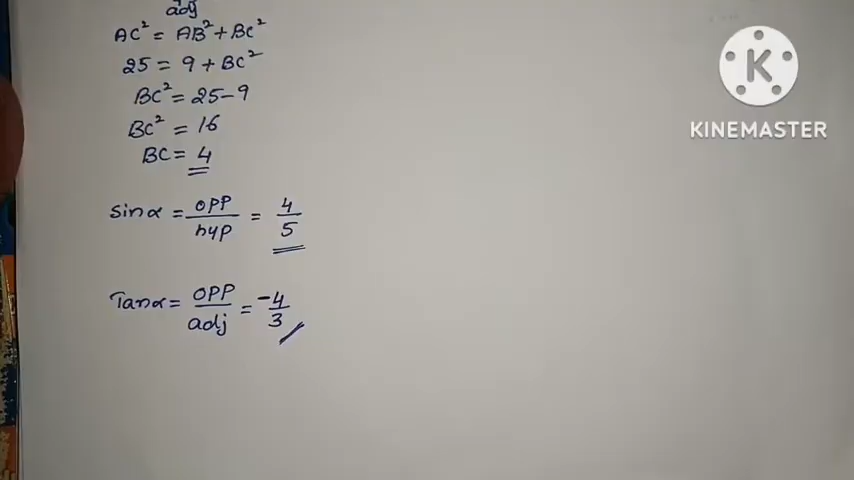 adj
AC² = AB² + BC²
25 = 9 + BC²
BC² = 25 - 9
BC² = 16
BC = 4
sin α = opp/hyp = 4/5
Tan α = opp/adj = -4/3
K
KINEMASTER